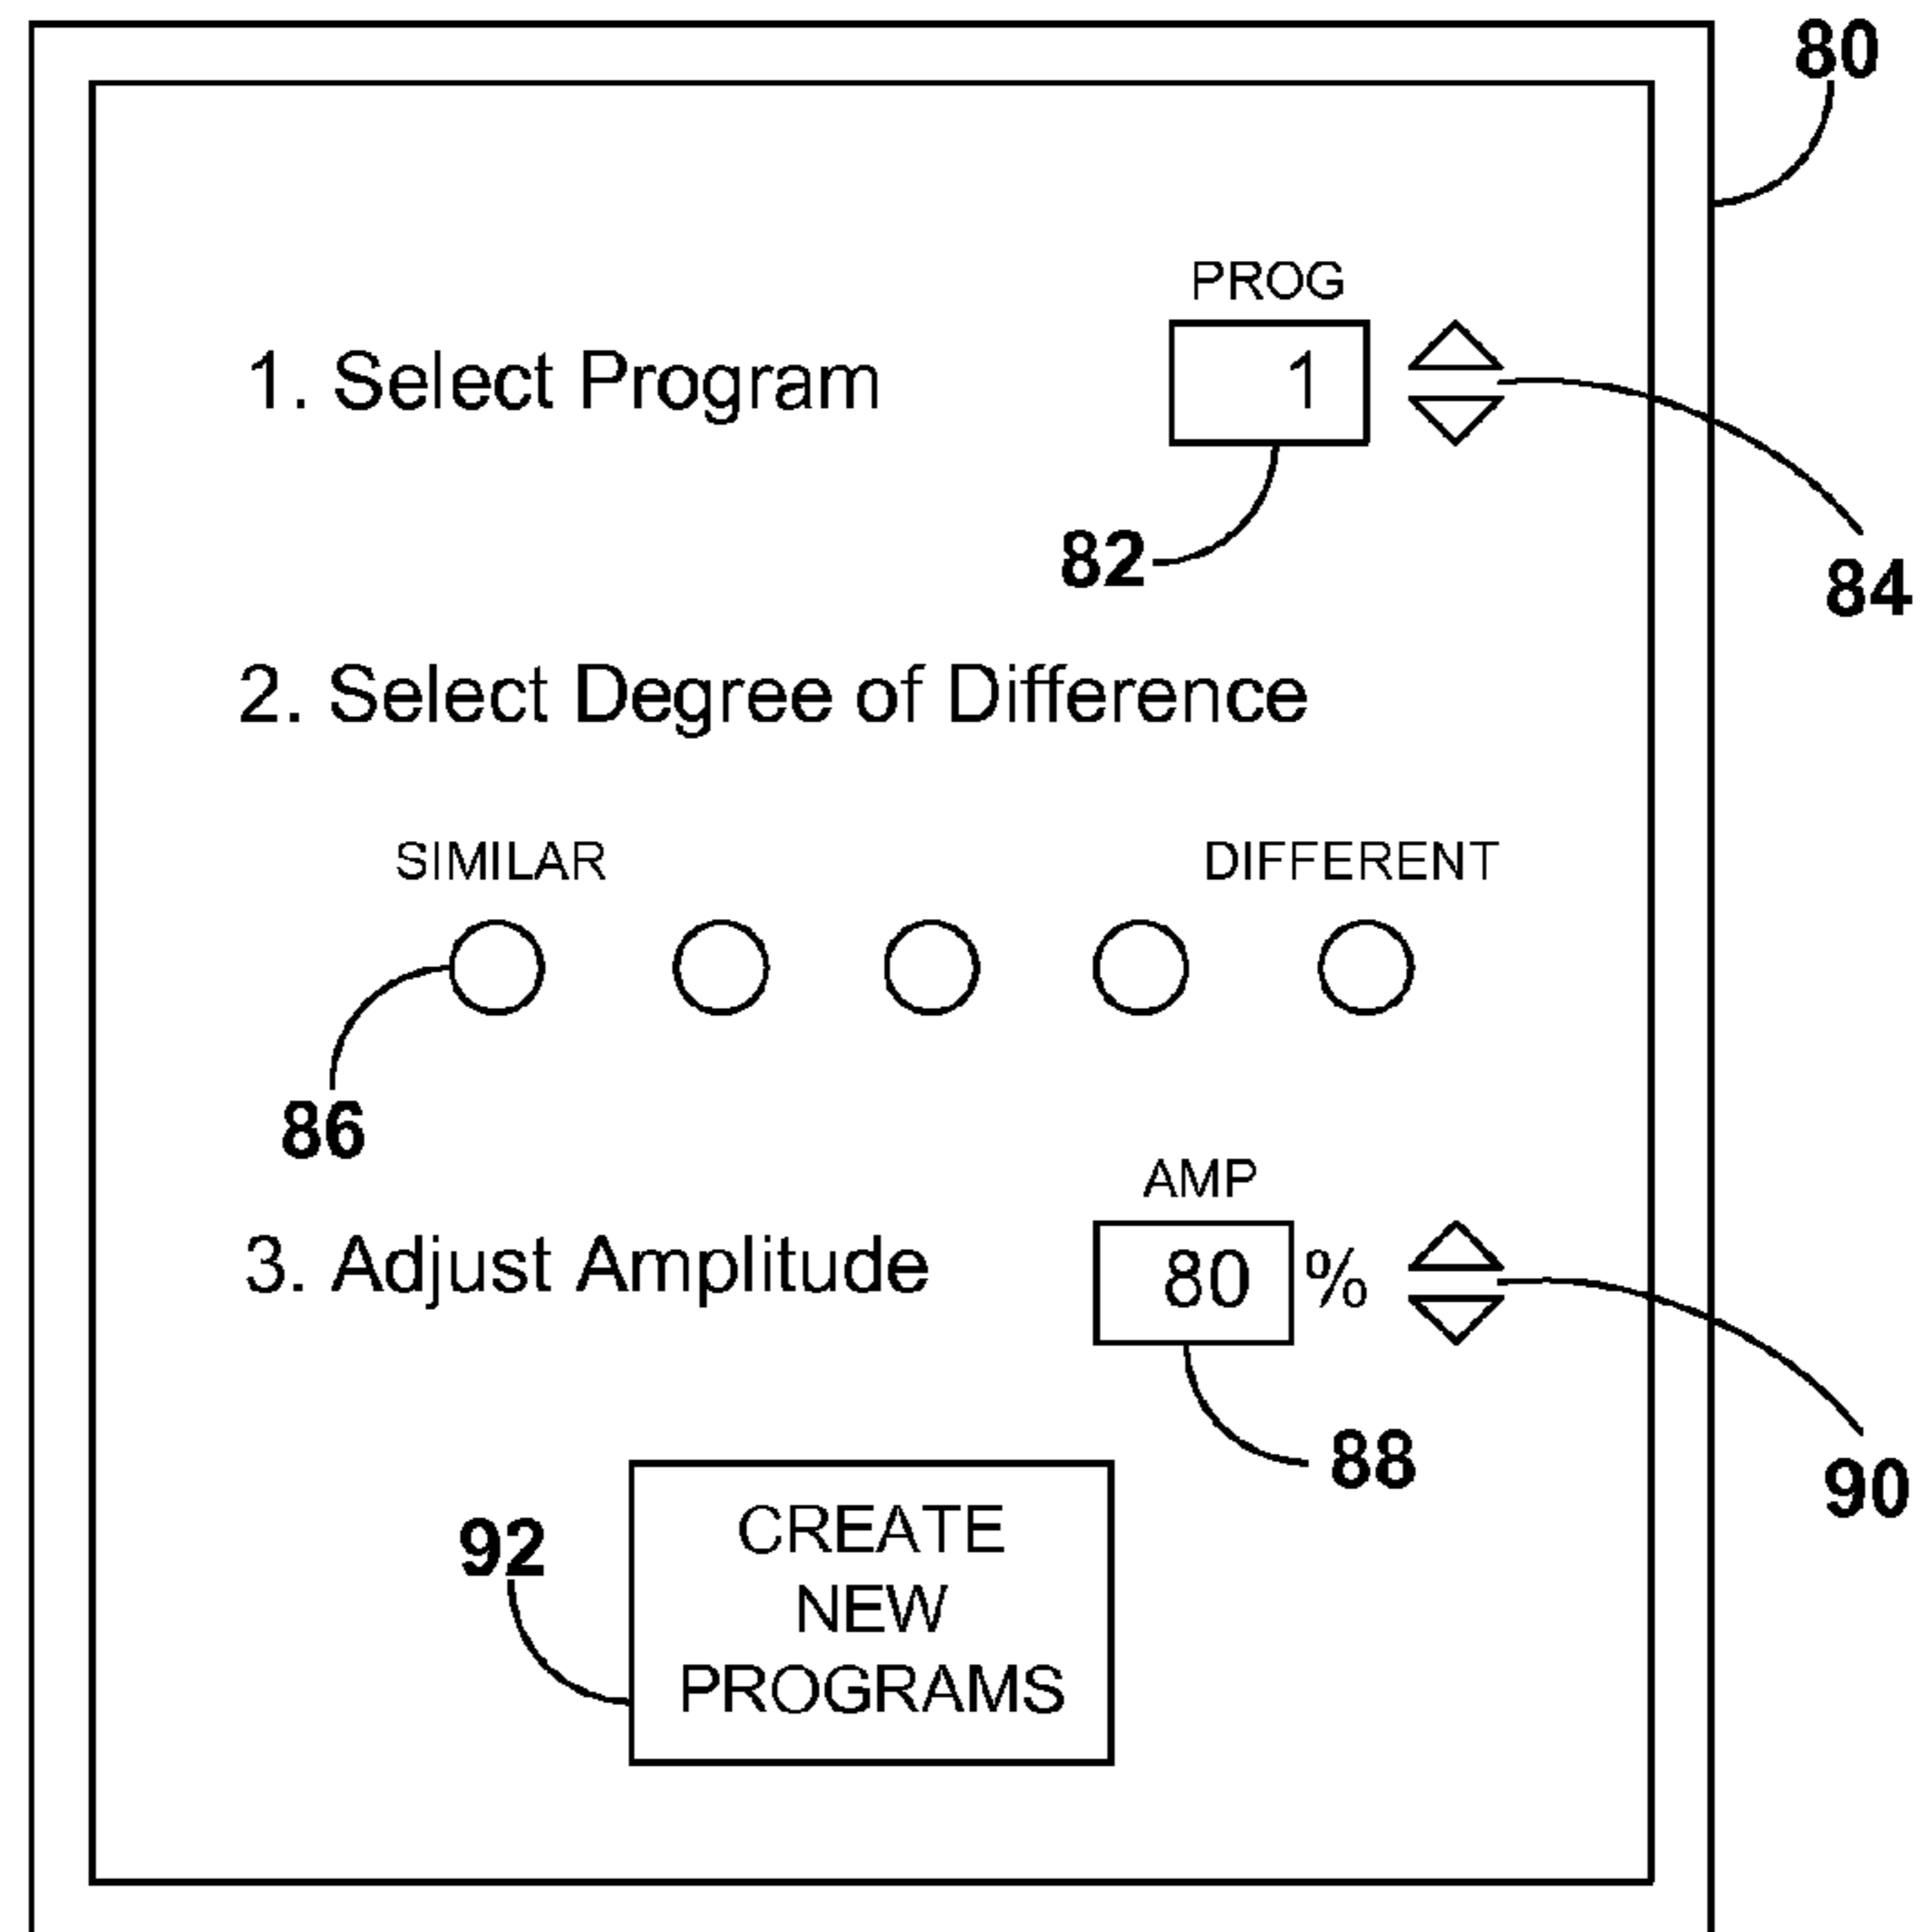 80
PROG
1. Select Program
1
82
84
2. Select Degree of Difference
SIMILAR
DIFFERENT
86
AMP
3. Adjust Amplitude
80 %
88
90
92
CREATE
NEW
PROGRAMS